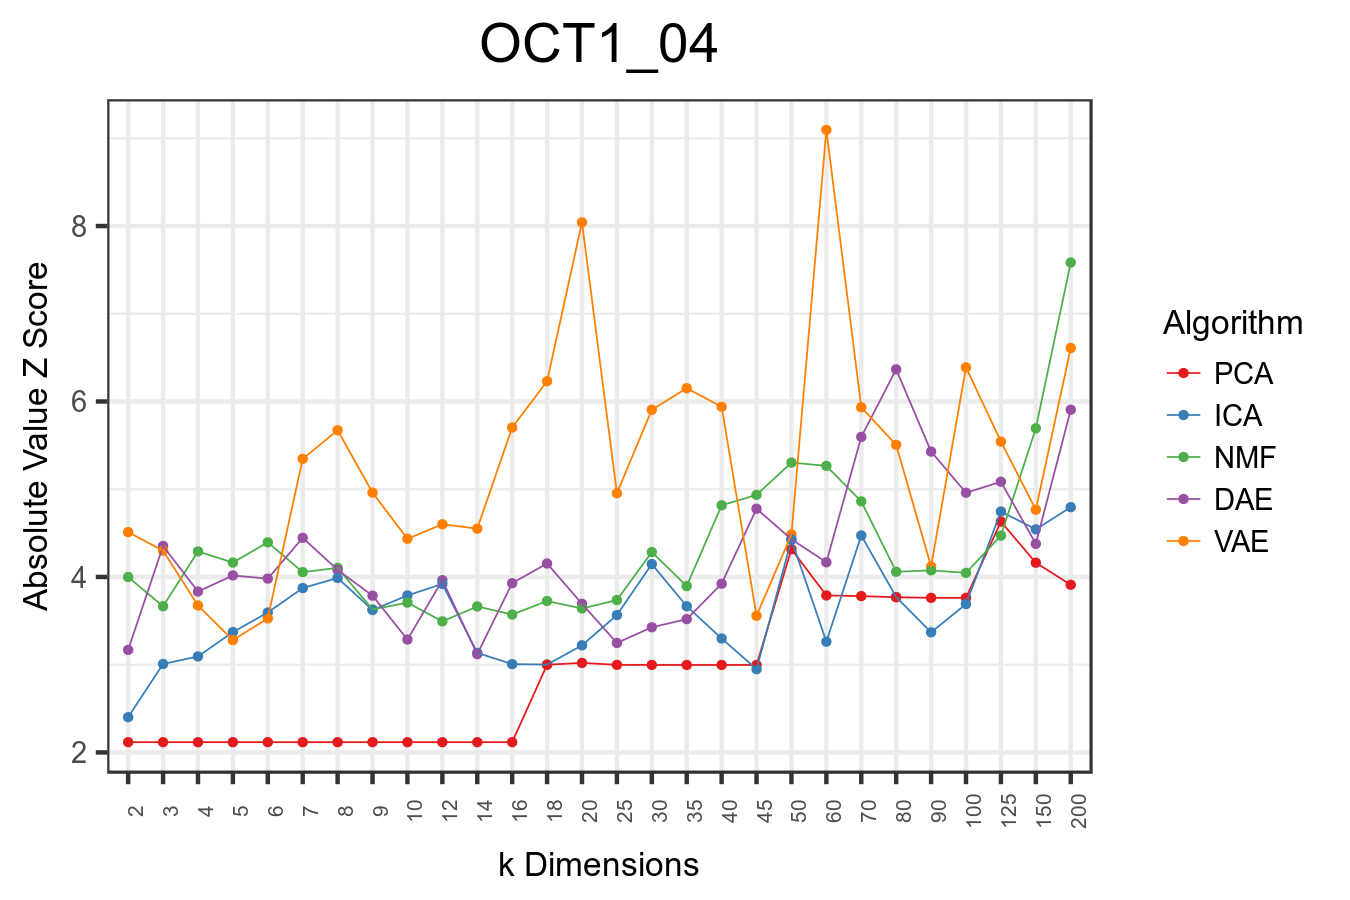 OCT1_04
Absolute Value Z Score
8
6
4
2
2 3 4 5 6 7 8 9 10 12 14 16 18 20 25 30 35 40 45 50 60 70 80 90 100 125 150 200
k Dimensions
Algorithm
PCA
ICA
NMF
DAE
VAE